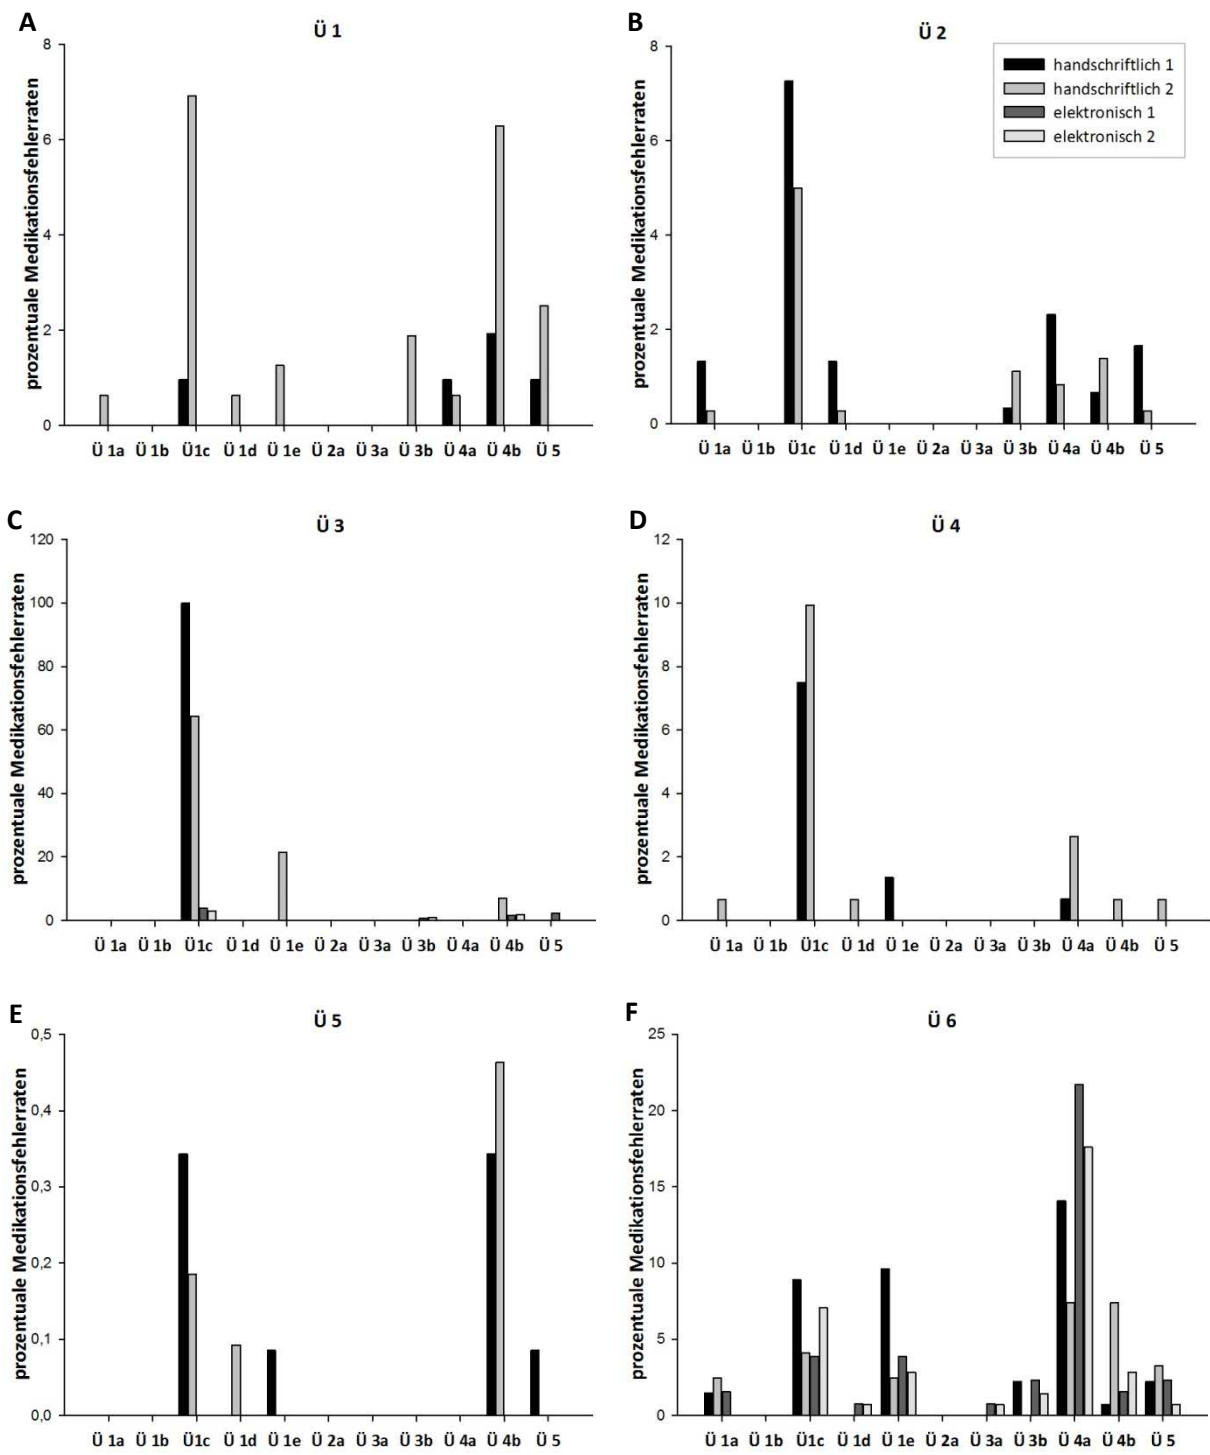 A
Ü 1
prozentuale Medikationsfehlerraten
8
6
4
2
0
Ü 1a Ü 1b Ü1c Ü 1d Ü 1e Ü 2a Ü 3a Ü 3b Ü 4a Ü 4b Ü 5
B
Ü 2
handschriftlich 1
handschriftlich 2
elektronisch 1
elektronisch 2
prozentuale Medikationsfehlerraten
8
6
4
2
0
Ü 1a Ü 1b Ü1c Ü 1d Ü 1e Ü 2a Ü 3a Ü 3b Ü 4a Ü 4b Ü 5
C
Ü 3
prozentuale Medikationsfehlerraten
120
100
80
60
40
20
0
Ü 1a Ü 1b Ü1c Ü 1d Ü 1e Ü 2a Ü 3a Ü 3b Ü 4a Ü 4b Ü 5
D
Ü 4
prozentuale Medikationsfehlerraten
12
10
8
6
4
2
0
Ü 1a Ü 1b Ü1c Ü 1d Ü 1e Ü 2a Ü 3a Ü 3b Ü 4a Ü 4b Ü 5
E
Ü 5
prozentuale Medikationsfehlerraten
0,5
0,4
0,3
0,2
0,1
0,0
Ü 1a Ü 1b Ü1c Ü 1d Ü 1e Ü 2a Ü 3a Ü 3b Ü 4a Ü 4b Ü 5
F
Ü 6
prozentuale Medikationsfehlerraten
25
20
15
10
5
0
Ü 1a Ü 1b Ü1c Ü 1d Ü 1e Ü 2a Ü 3a Ü 3b Ü 4a Ü 4b Ü 5